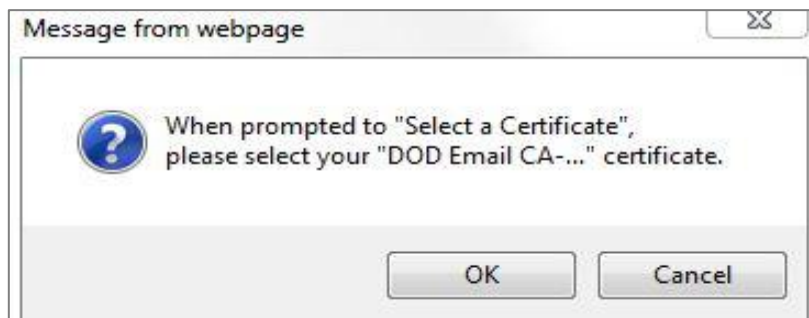 Message from webpage
When prompted to "Select a Certificate",
please select your "DOD Email CA-..." certificate.
OK
Cancel